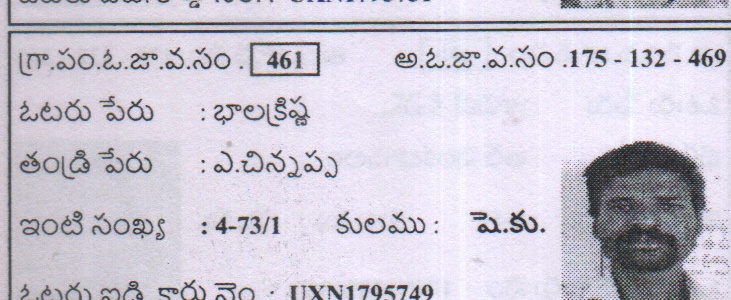 గ్రా.పం.ఓ.జా.వ.సం . 461 అ.ఓ.జా.వ.సం .175 - 132 - 469
ఓటరు పేరు : భాలక్రిష్ణ
తండ్రి పేరు : ఎ.చిన్నప్ప
ఇంటి సంఖ్య : 4-73/1 కులము : షె.కు.
ఓటరు ఐడి కార్డు నెం : UXN1795749